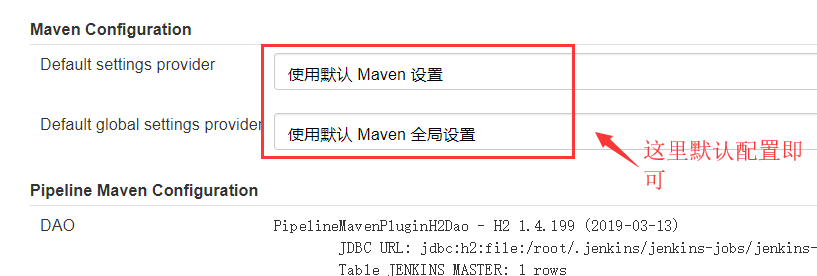 Maven Configuration
Default settings provider
使用默认 Maven 设置
Default global settings provider
使用默认 Maven 全局设置
这里默认配置即
可
Pipeline Maven Configuration
DAO
PipelineMavenPluginH2Dao - H2 1.4.199 (2019-03-13)
JDBC URL: jdbc:h2:file:/root/.jenkins/jenkins-jobs/jenkins-
Table JENKINS_MASTER: 1 rows